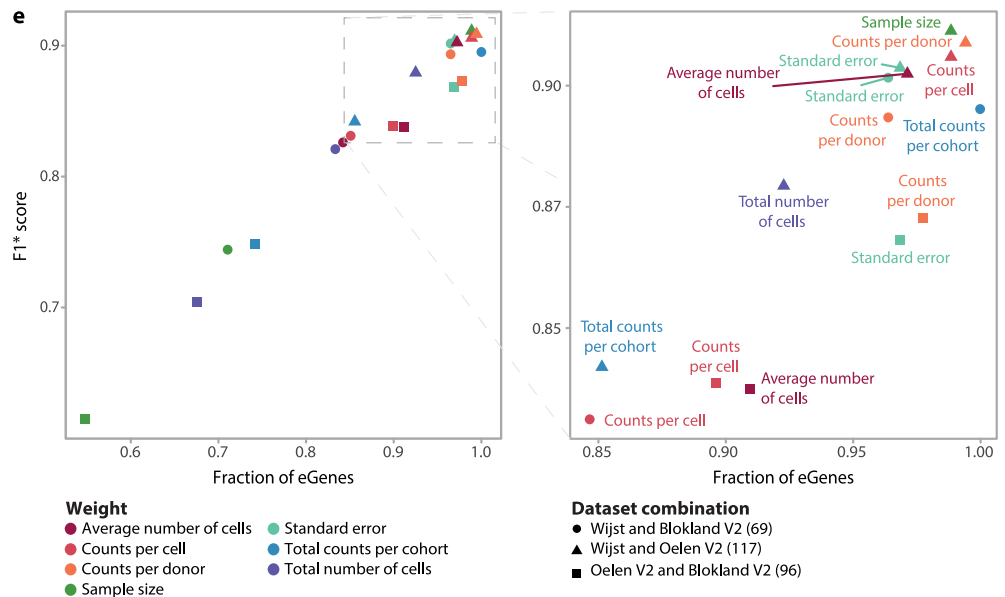 e
F1* score
0.9
0.8
0.7
0.6
0.7
0.8
0.9
1.0
Fraction of eGenes
Sample size
Counts per donor
Standard error
Average number
of cells
Counts
per cell
Standard error
Counts
per donor
Total counts
per cohort
Counts
per donor
Total number
of cells
Standard error
Total counts
per cohort
Counts
per cell
Average number
of cells
Counts per cell
0.90
0.87
0.85
0.85
0.90
0.95
1.00
Fraction of eGenes
Weight
Average number of cells
Counts per cell
Counts per donor
Sample size
Standard error
Total counts per cohort
Total number of cells
Dataset combination
Wijst and Blokland V2 (69)
Wijst and Oelen V2 (117)
Oelen V2 and Blokland V2 (96)